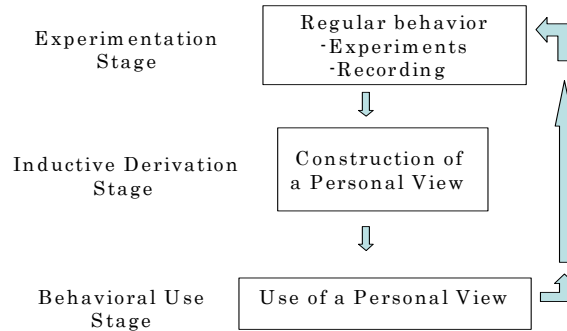 Experimentation
Stage
Regular behavior
-Experiments
-Recording
Inductive Derivation
Stage
Construction of
a Personal View
Behavioral Use
Stage
Use of a Personal View